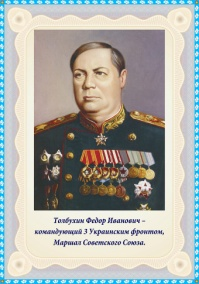 Толбухин Федор Иванович –
командующий 3 Украинским фронтом,
Маршал Советского Союза.